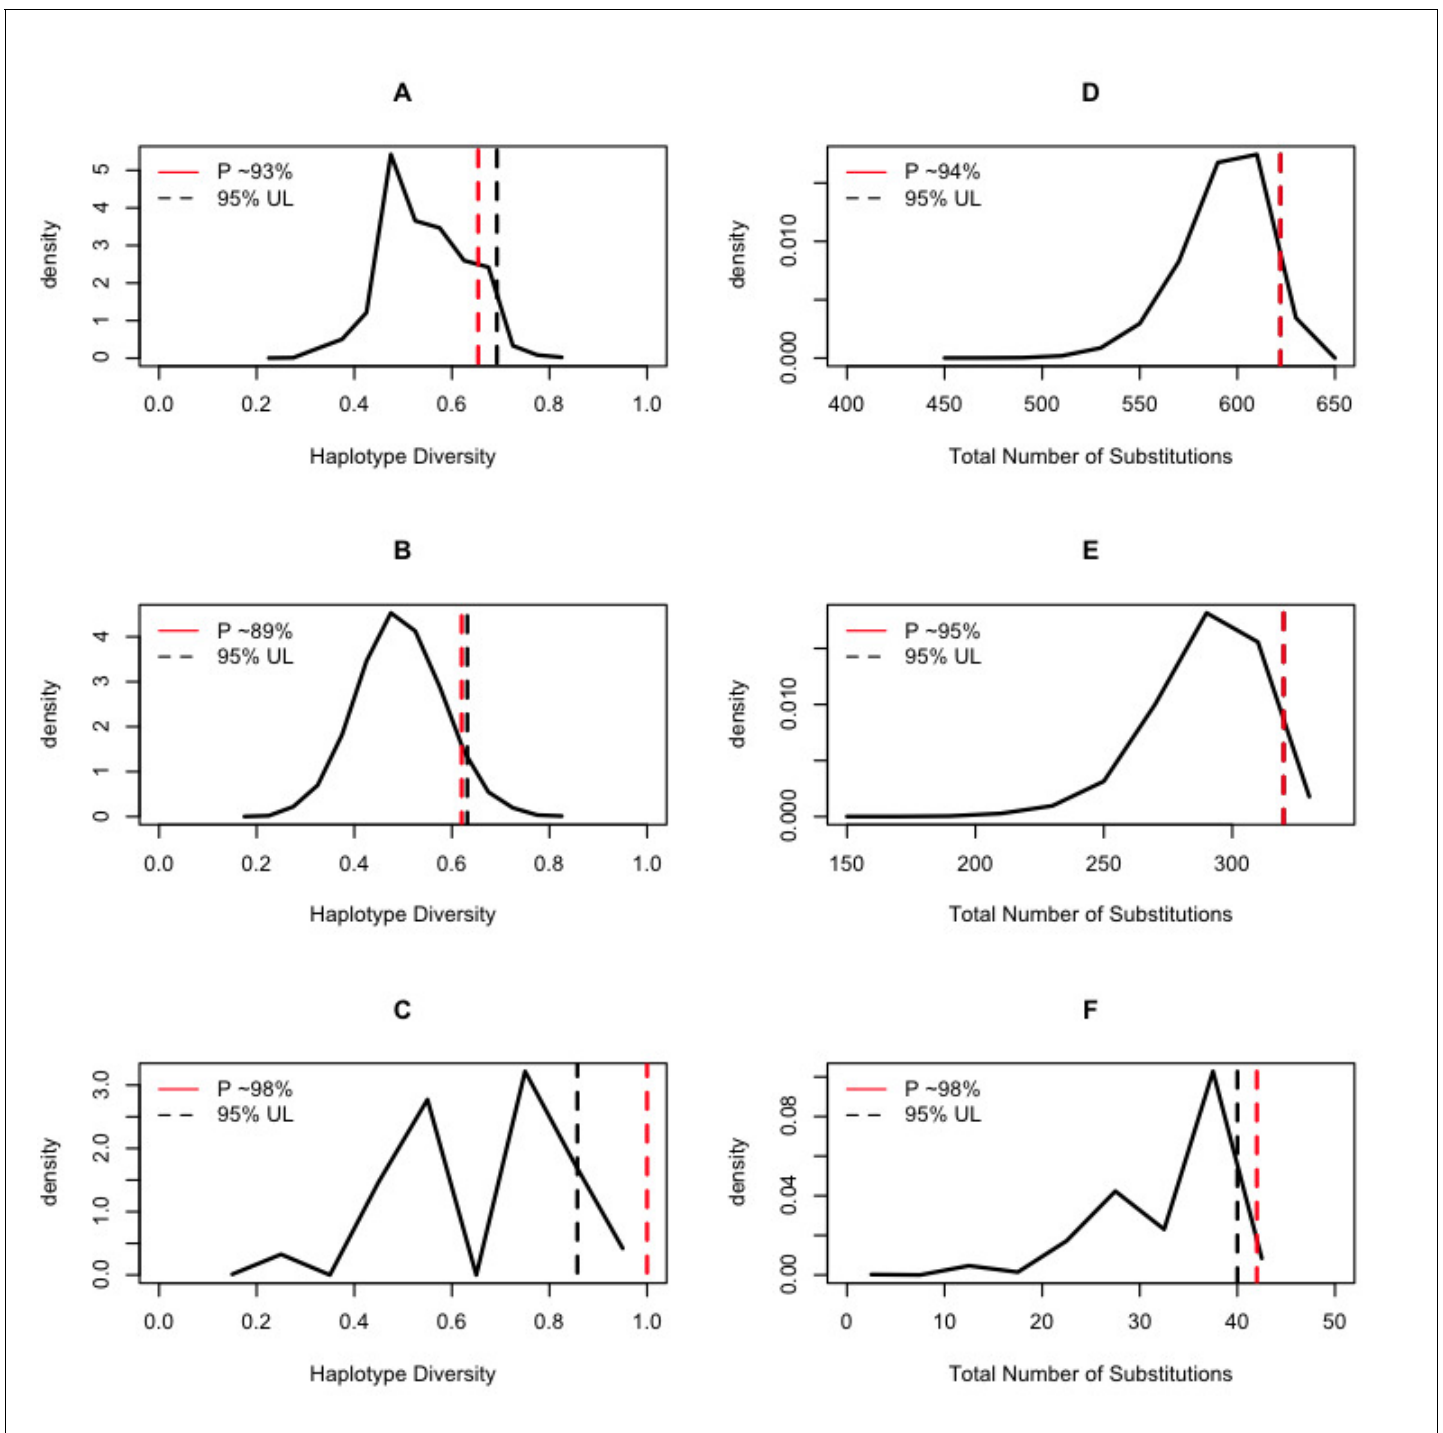 A
P ~93%
95% UL
density
0 1 2 3 4 5
0.0 0.2 0.4 0.6 0.8 1.0
Haplotype Diversity
D
P ~94%
95% UL
density
0.000 0.010
400 450 500 550 600 650
Total Number of Substitutions
B
P ~89%
95% UL
density
0 1 2 3 4
0.0 0.2 0.4 0.6 0.8 1.0
Haplotype Diversity
E
P ~95%
95% UL
density
0.000 0.010
150 200 250 300
Total Number of Substitutions
C
P ~98%
95% UL
density
0.0 1.0 2.0 3.0
0.0 0.2 0.4 0.6 0.8 1.0
Haplotype Diversity
F
P ~98%
95% UL
density
0.00 0.04 0.08
0 10 20 30 40 50
Total Number of Substitutions